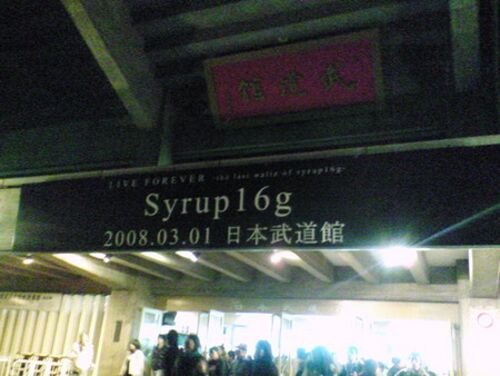 武道館
LIVE FOREVER -the last waltz of syrup16g-
Syrup16g
2008.03.01 日本武道館